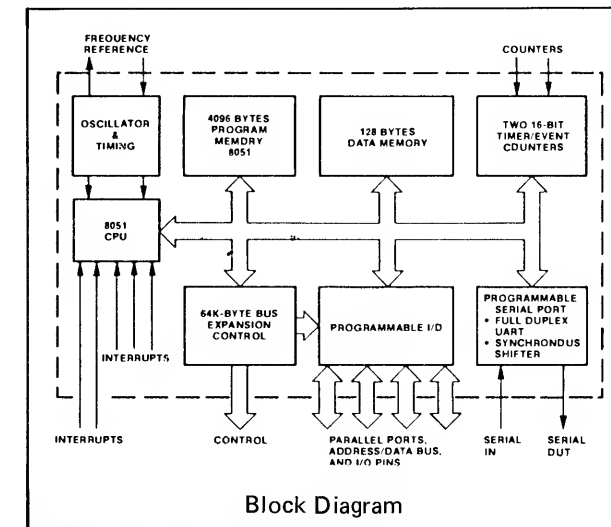 FREQUENCY
REFERENCE
COUNTERS
OSCILLATOR
&
TIMING
4096 BYTES
PROGRAM
MEMORY
8051
128 BYTES
DATA MEMORY
TWO 16-BIT
TIMER/EVENT
COUNTERS
8051
CPU
64K-BYTE BUS
EXPANSION
CONTROL
PROGRAMMABLE I/O
PROGRAMMABLE
SERIAL PORT
• FULL DUPLEX
UART
• SYNCHRONOUS
SHIFTER
INTERRUPTS
INTERRUPTS
CONTROL
PARALLEL PORTS,
ADDRESS/DATA BUS,
AND I/O PINS
SERIAL
IN
SERIAL
OUT
Block Diagram